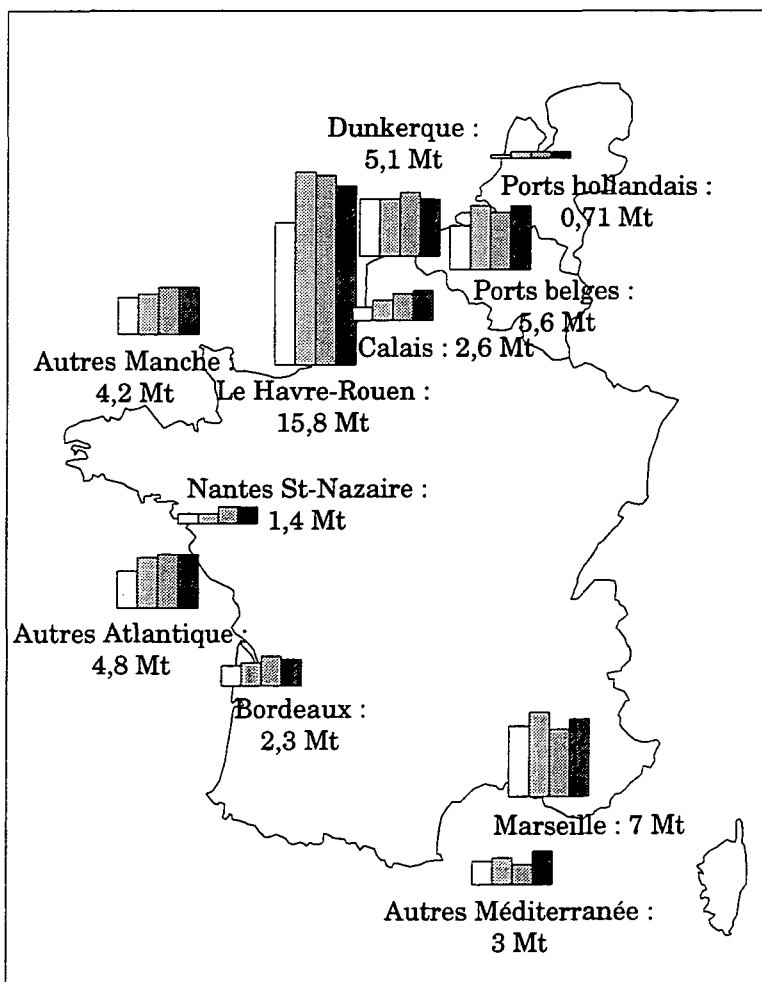 Dunkerque :
5,1 Mt
Ports hollandais :
0,71 Mt
Ports belges :
5,6 Mt
Calais : 2,6 Mt
Autres Manche :
4,2 Mt
Le Havre-Rouen :
15,8 Mt
Nantes St-Nazaire :
1,4 Mt
Autres Atlantique :
4,8 Mt
Bordeaux :
2,3 Mt
Marseille : 7 Mt
Autres Méditerranée :
3 Mt